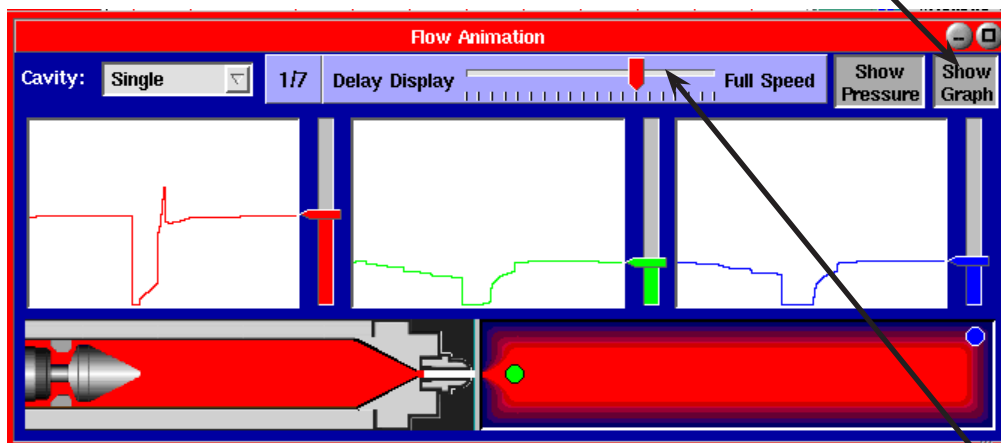 Flow Animation
Cavity: Single 1/7 Delay Display Full Speed Show Pressure Show Graph